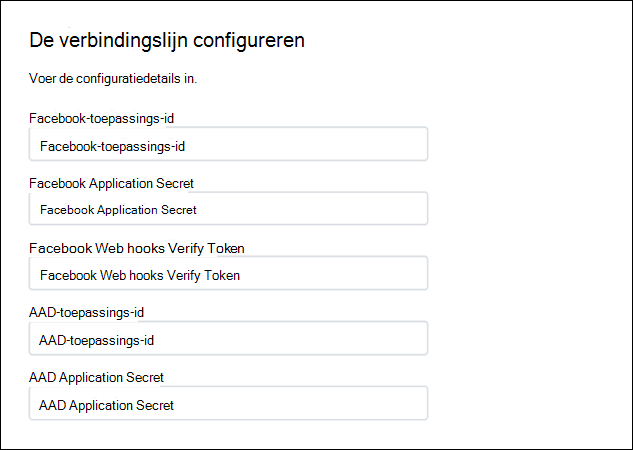 De verbindingslijn configureren
Voer de configuratiedetails in.
Facebook-toepassings-id
Facebook-toepassings-id
Facebook Application Secret
Facebook Application Secret
Facebook Web hooks Verify Token
Facebook Web hooks Verify Token
AAD-toepassings-id
AAD-toepassings-id
AAD Application Secret
AAD Application Secret